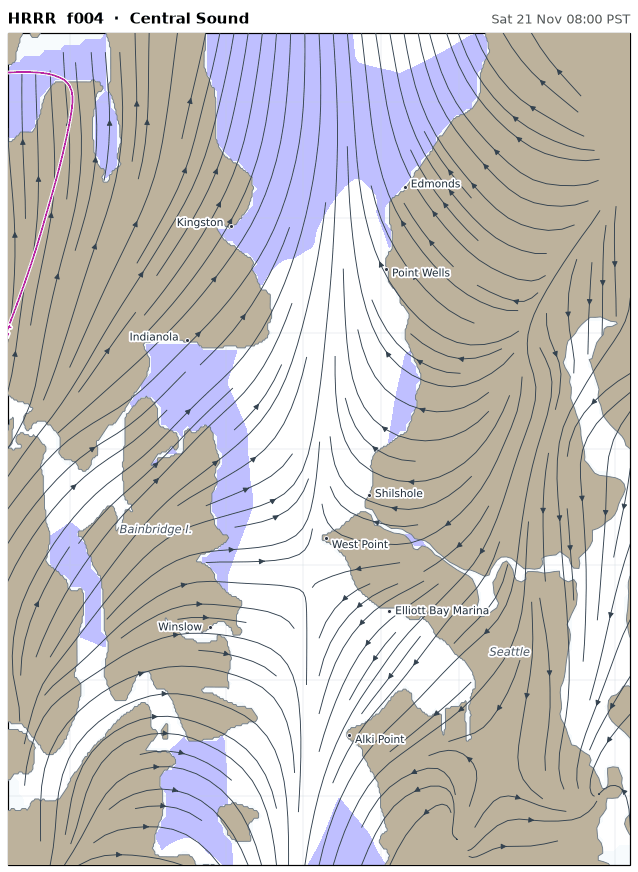 HRRR f004 · Central Sound
Sat 21 Nov 08:00 PST
Edmonds
Kingston
Point Wells
Indianola
Shilshole
Bainbridge I.
West Point
Elliott Bay Marina
Winslow
Seattle
Alki Point